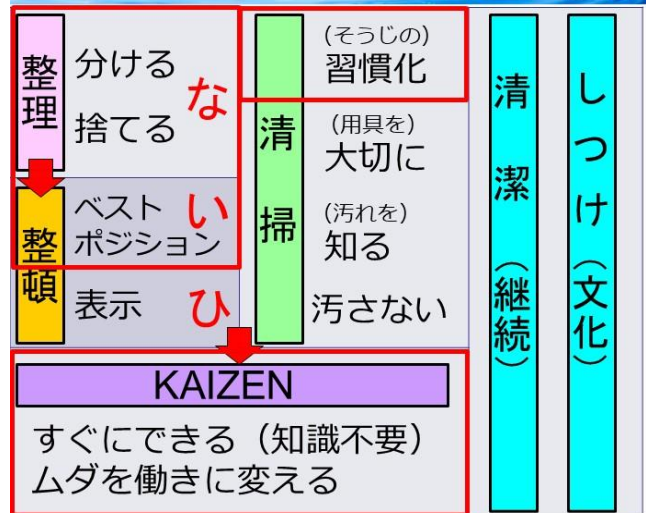 整理
分ける
捨てる
な
整頓
ベスト
ポジション
い
表示
ひ
清掃
(そうじの)
習慣化
(用具を)
大切に
(汚れを)
知る
汚さない
清潔(継続)
しつけ(文化)
KAIZEN
すぐにできる(知識不要)
ムダを働きに変える